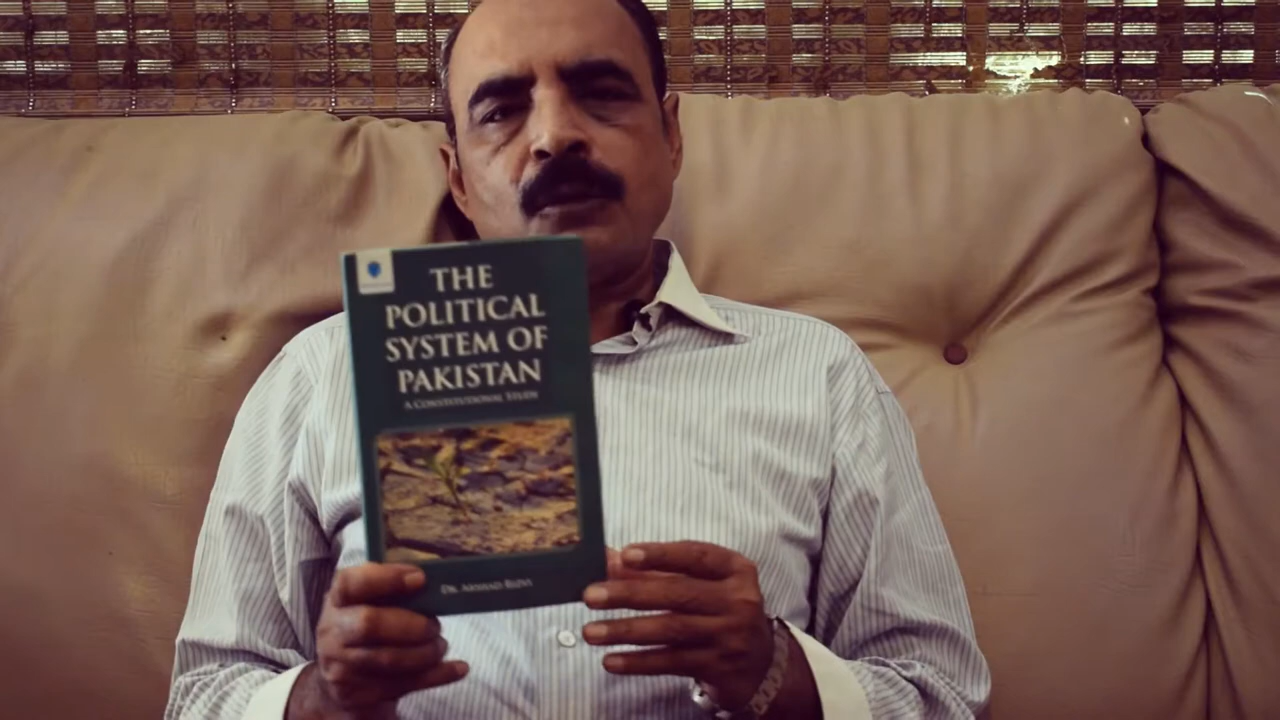 THE
POLITICAL
SYSTEM OF
PAKISTAN
A CONSTITUTIONAL STUDY
DR. ARSHAD RIZVI